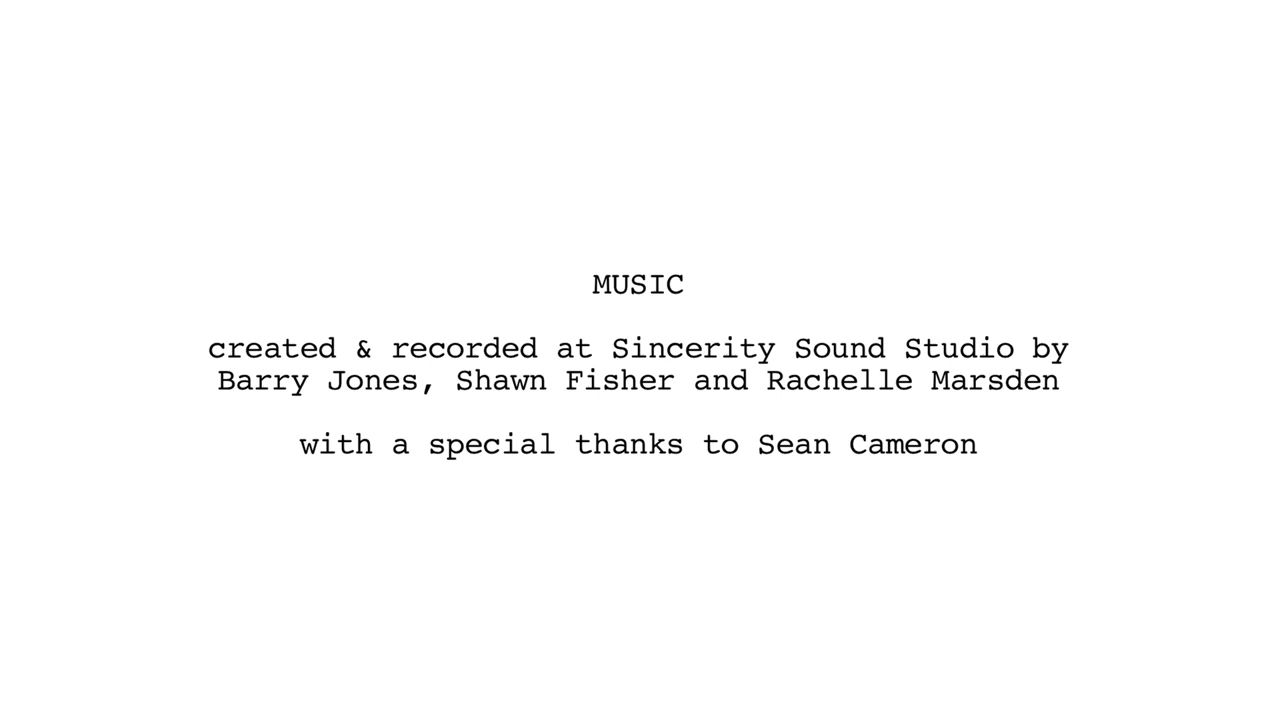 MUSIC
created & recorded at Sincerity Sound Studio by
Barry Jones, Shawn Fisher and Rachelle Marsden
with a special thanks to Sean Cameron